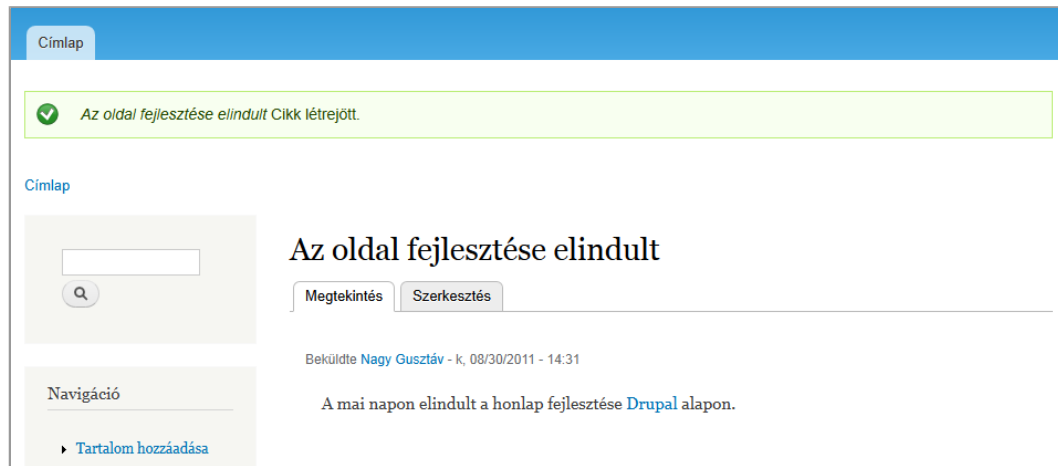 Címlap
Az oldal fejlesztése elindult Cikk létrejött.
Címlap
Az oldal fejlesztése elindult
Megtekintés Szerkesztés
Beküldte Nagy Gusztáv - k, 08/30/2011 - 14:31
A mai napon elindult a honlap fejlesztése Drupal alapon.
Navigáció
Tartalom hozzáadása